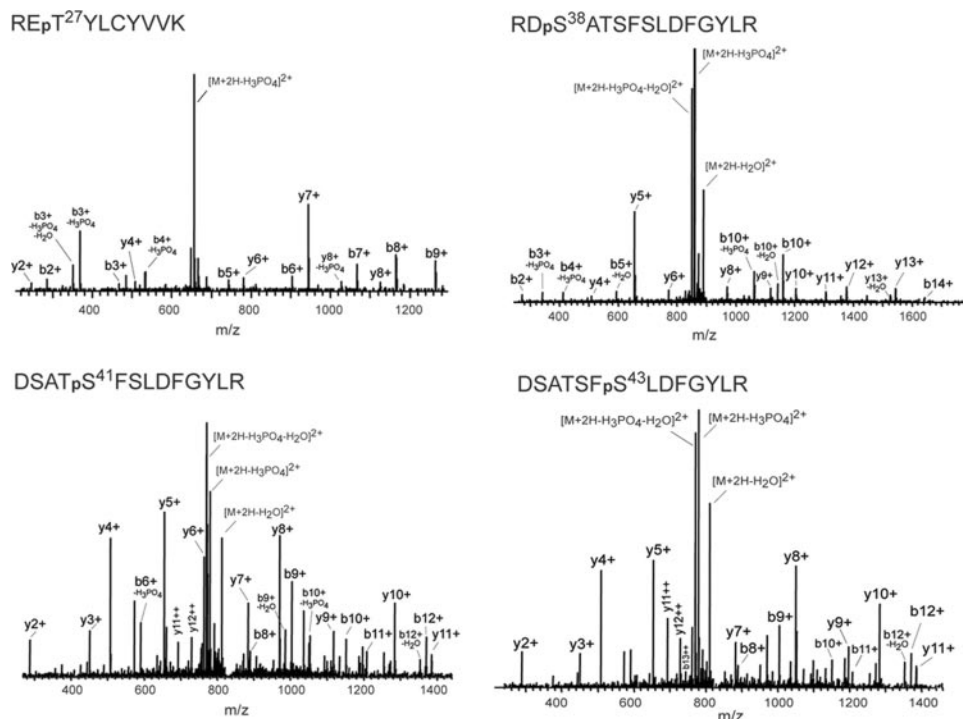 REpT²⁷YLCYVVK
[M+2H-H₃PO₄]²⁺
y7+
b3+
-H₃PO₄
-H₂O
b3+
-H₃PO₄
y4+
b4+
-H₃PO₄
y2+
b2+
b3+
b5+
y6+
b6+
y8+
-H₃PO₄
b7+
y8+
b8+
b9+
400 600 800 1000 1200
m/z
RDpS³⁸ATSFSLDFGYLR
[M+2H-H₃PO₄]²⁺
[M+2H-H₃PO₄-H₂O]²⁺
[M+2H-H₂O]²⁺
y5+
b2+
b3+
-H₃PO₄
b4+
-H₃PO₄
y4+
b5+
-H₂O
y6+
y8+
b10+
-H₃PO₄
y9+
b10+
-H₂O
b10+
y10+
y11+
y12+
y13+
-H₂O
y13+
b14+
400 600 800 1000 1200 1400 1600
m/z
DSATpS⁴¹FSLDFGYLR
[M+2H-H₃PO₄-H₂O]²⁺
[M+2H-H₃PO₄]²⁺
[M+2H-H₂O]²⁺
y2+
y3+
y4+
b6+
-H₃PO₄
y5+
y11++
y12++
y6+
y7+
b8+
y8+
b9+
-H₂O
b9+
b10+
-H₃PO₄
y9+
b10+
b11+
y10+
b12+
-H₂O
b12+
y11+
400 600 800 1000 1200 1400
m/z
DSATSFpS⁴³LDFGYLR
[M+2H-H₃PO₄-H₂O]²⁺
[M+2H-H₃PO₄]²⁺
[M+2H-H₂O]²⁺
y2+
y3+
y4+
y5+
y11++
y12++
b13++
y7+
b8+
b9+
y8+
b10+
y9+
b11+
y10+
b12+
-H₂O
b12+
y11+
400 600 800 1000 1200 1400
m/z